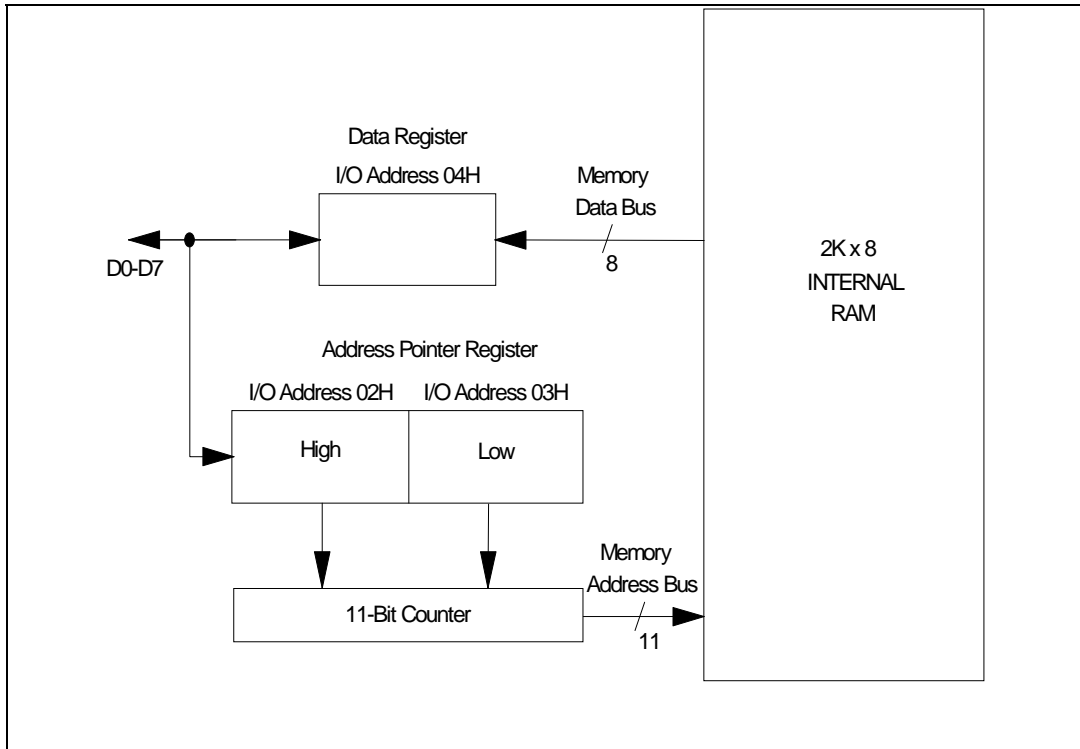 Data Register
I/O Address 04H
Memory
Data Bus
8
D0-D7
2K x 8
INTERNAL
RAM
Address Pointer Register
I/O Address 02H
I/O Address 03H
High
Low
Memory
Address Bus
11
11-Bit Counter